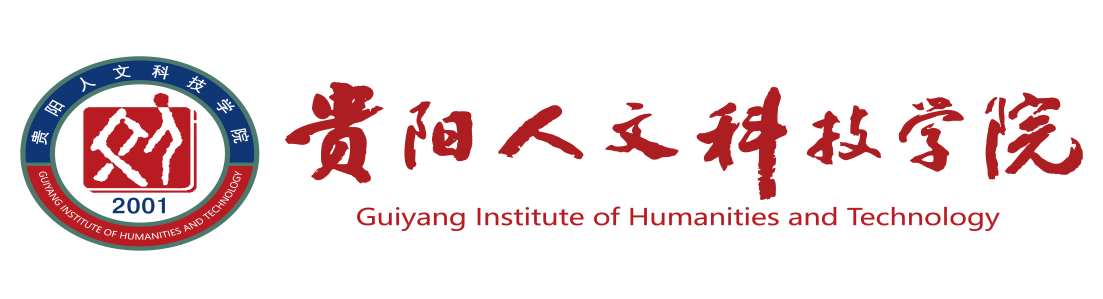 贵阳人文科技学院
2001
GUIYANG INSTITUTE OF HUMANITIES AND TECHNOLOGY
贵阳人文科技学院
Guiyang Institute of Humanities and Technology